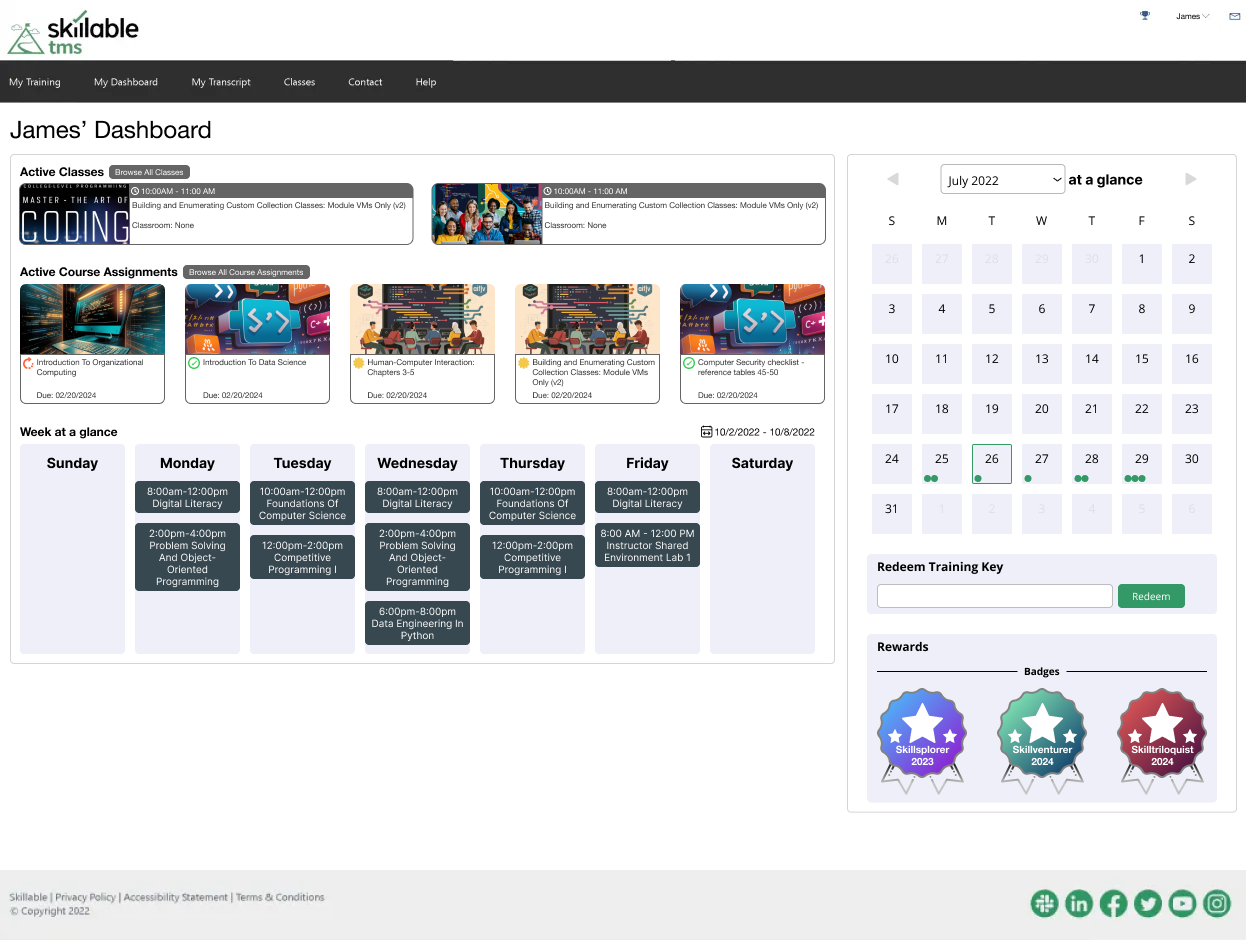 skillable
tms
James
My Training
My Dashboard
My Transcript
Classes
Contact
Help
James’ Dashboard
Active Classes
Browse All Classes
COLLEGE-LEVEL PROGRAMMING
MASTER - THE ART OF
CODING
10:00AM - 11:00 AM
Building and Enumerating Custom Collection Classes: Module VMs Only (v2)
Classroom: None
10:00AM - 11:00 AM
Building and Enumerating Custom Collection Classes: Module VMs Only (v2)
Classroom: None
Active Course Assignments
Browse All Course Assignments
Introduction To Organizational
Computing
Due: 02/20/2024
Introduction To Data Science
Due: 02/20/2024
Human-Computer Interaction:
Chapters 3-5
Due: 02/20/2024
Building and Enumerating Custom
Collection Classes: Module VMs
Only (v2)
Due: 02/20/2024
Computer Security checklist -
reference tables 45-50
Due: 02/20/2024
Week at a glance
10/2/2022 - 10/8/2022
Sunday
Monday
8:00am-12:00pm
Digital Literacy
2:00pm-4:00pm
Problem Solving
And Object-
Oriented
Programming
Tuesday
10:00am-12:00pm
Foundations Of
Computer Science
12:00pm-2:00pm
Competitive
Programming I
Wednesday
8:00am-12:00pm
Digital Literacy
2:00pm-4:00pm
Problem Solving
And Object-
Oriented
Programming
6:00pm-8:00pm
Data Engineering In
Python
Thursday
10:00am-12:00pm
Foundations Of
Computer Science
12:00pm-2:00pm
Competitive
Programming I
Friday
8:00am-12:00pm
Digital Literacy
8:00 AM - 12:00 PM
Instructor Shared
Environment Lab 1
Saturday
July 2022 at a glance
S M T W T F S
26 27 28 29 30 1 2
3 4 5 6 7 8 9
10 11 12 13 14 15 16
17 18 19 20 21 22 23
24 25 26 27 28 29 30
31 1 2 3 4 5 6
Redeem Training Key
Redeem
Rewards
Badges
Skillsplorer
2023
Skillventurer
2024
Skilltriloquist
2024
Skillable | Privacy Policy | Accessibility Statement | Terms & Conditions
© Copyright 2022